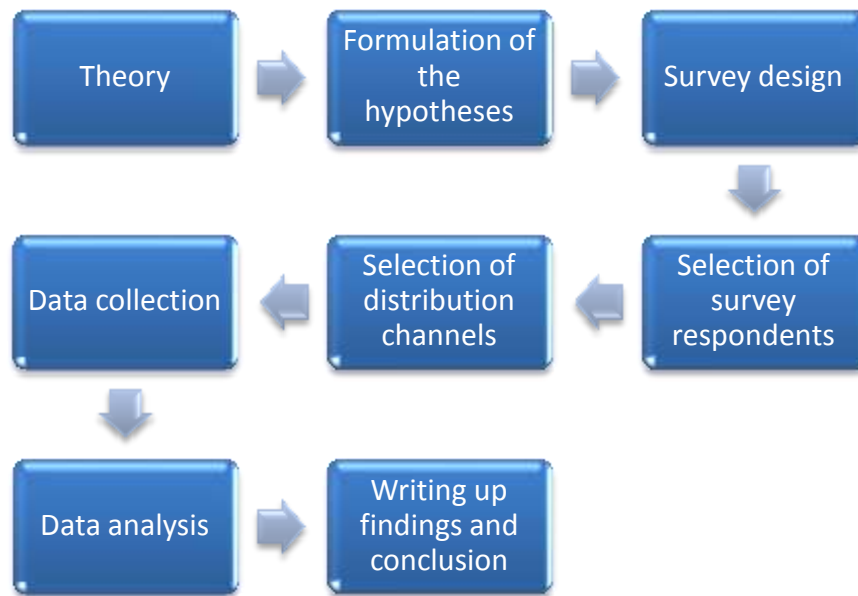 Theory
Formulation of
the
hypotheses
Survey design
Selection of
survey
respondents
Selection of
distribution
channels
Data collection
Data analysis
Writing up
findings and
conclusion